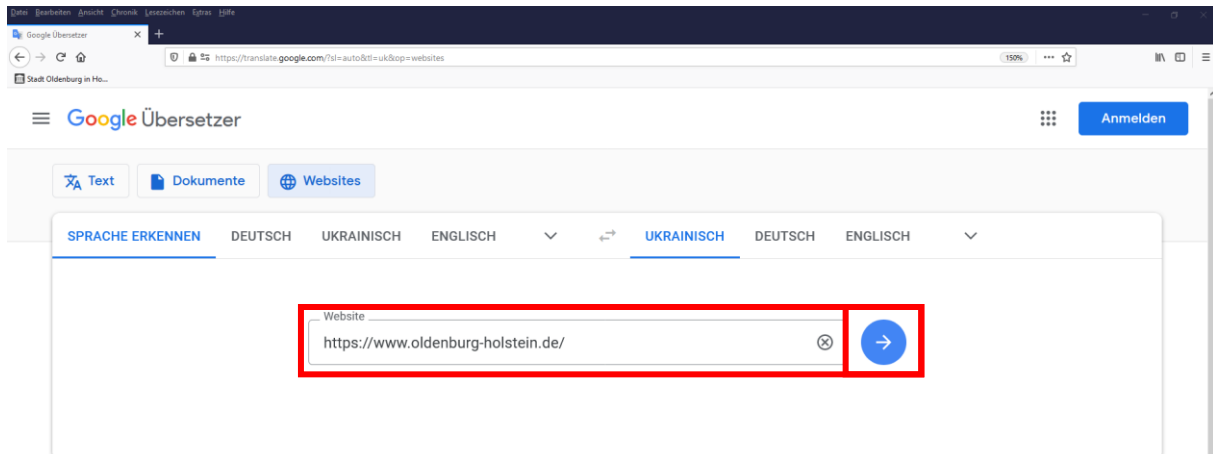 Datei Bearbeiten Ansicht Chronik Lesezeichen Extras Hilfe
Google Übersetzer
https://translate.google.com/?sl=auto&tl=uk&op=websites 150%
Stadt Oldenburg in Ho...
Google Übersetzer Anmelden
Text Dokumente Websites
SPRACHE ERKENNEN DEUTSCH UKRAINISCH ENGLISCH UKRAINISCH DEUTSCH ENGLISCH
Website
https://www.oldenburg-holstein.de/